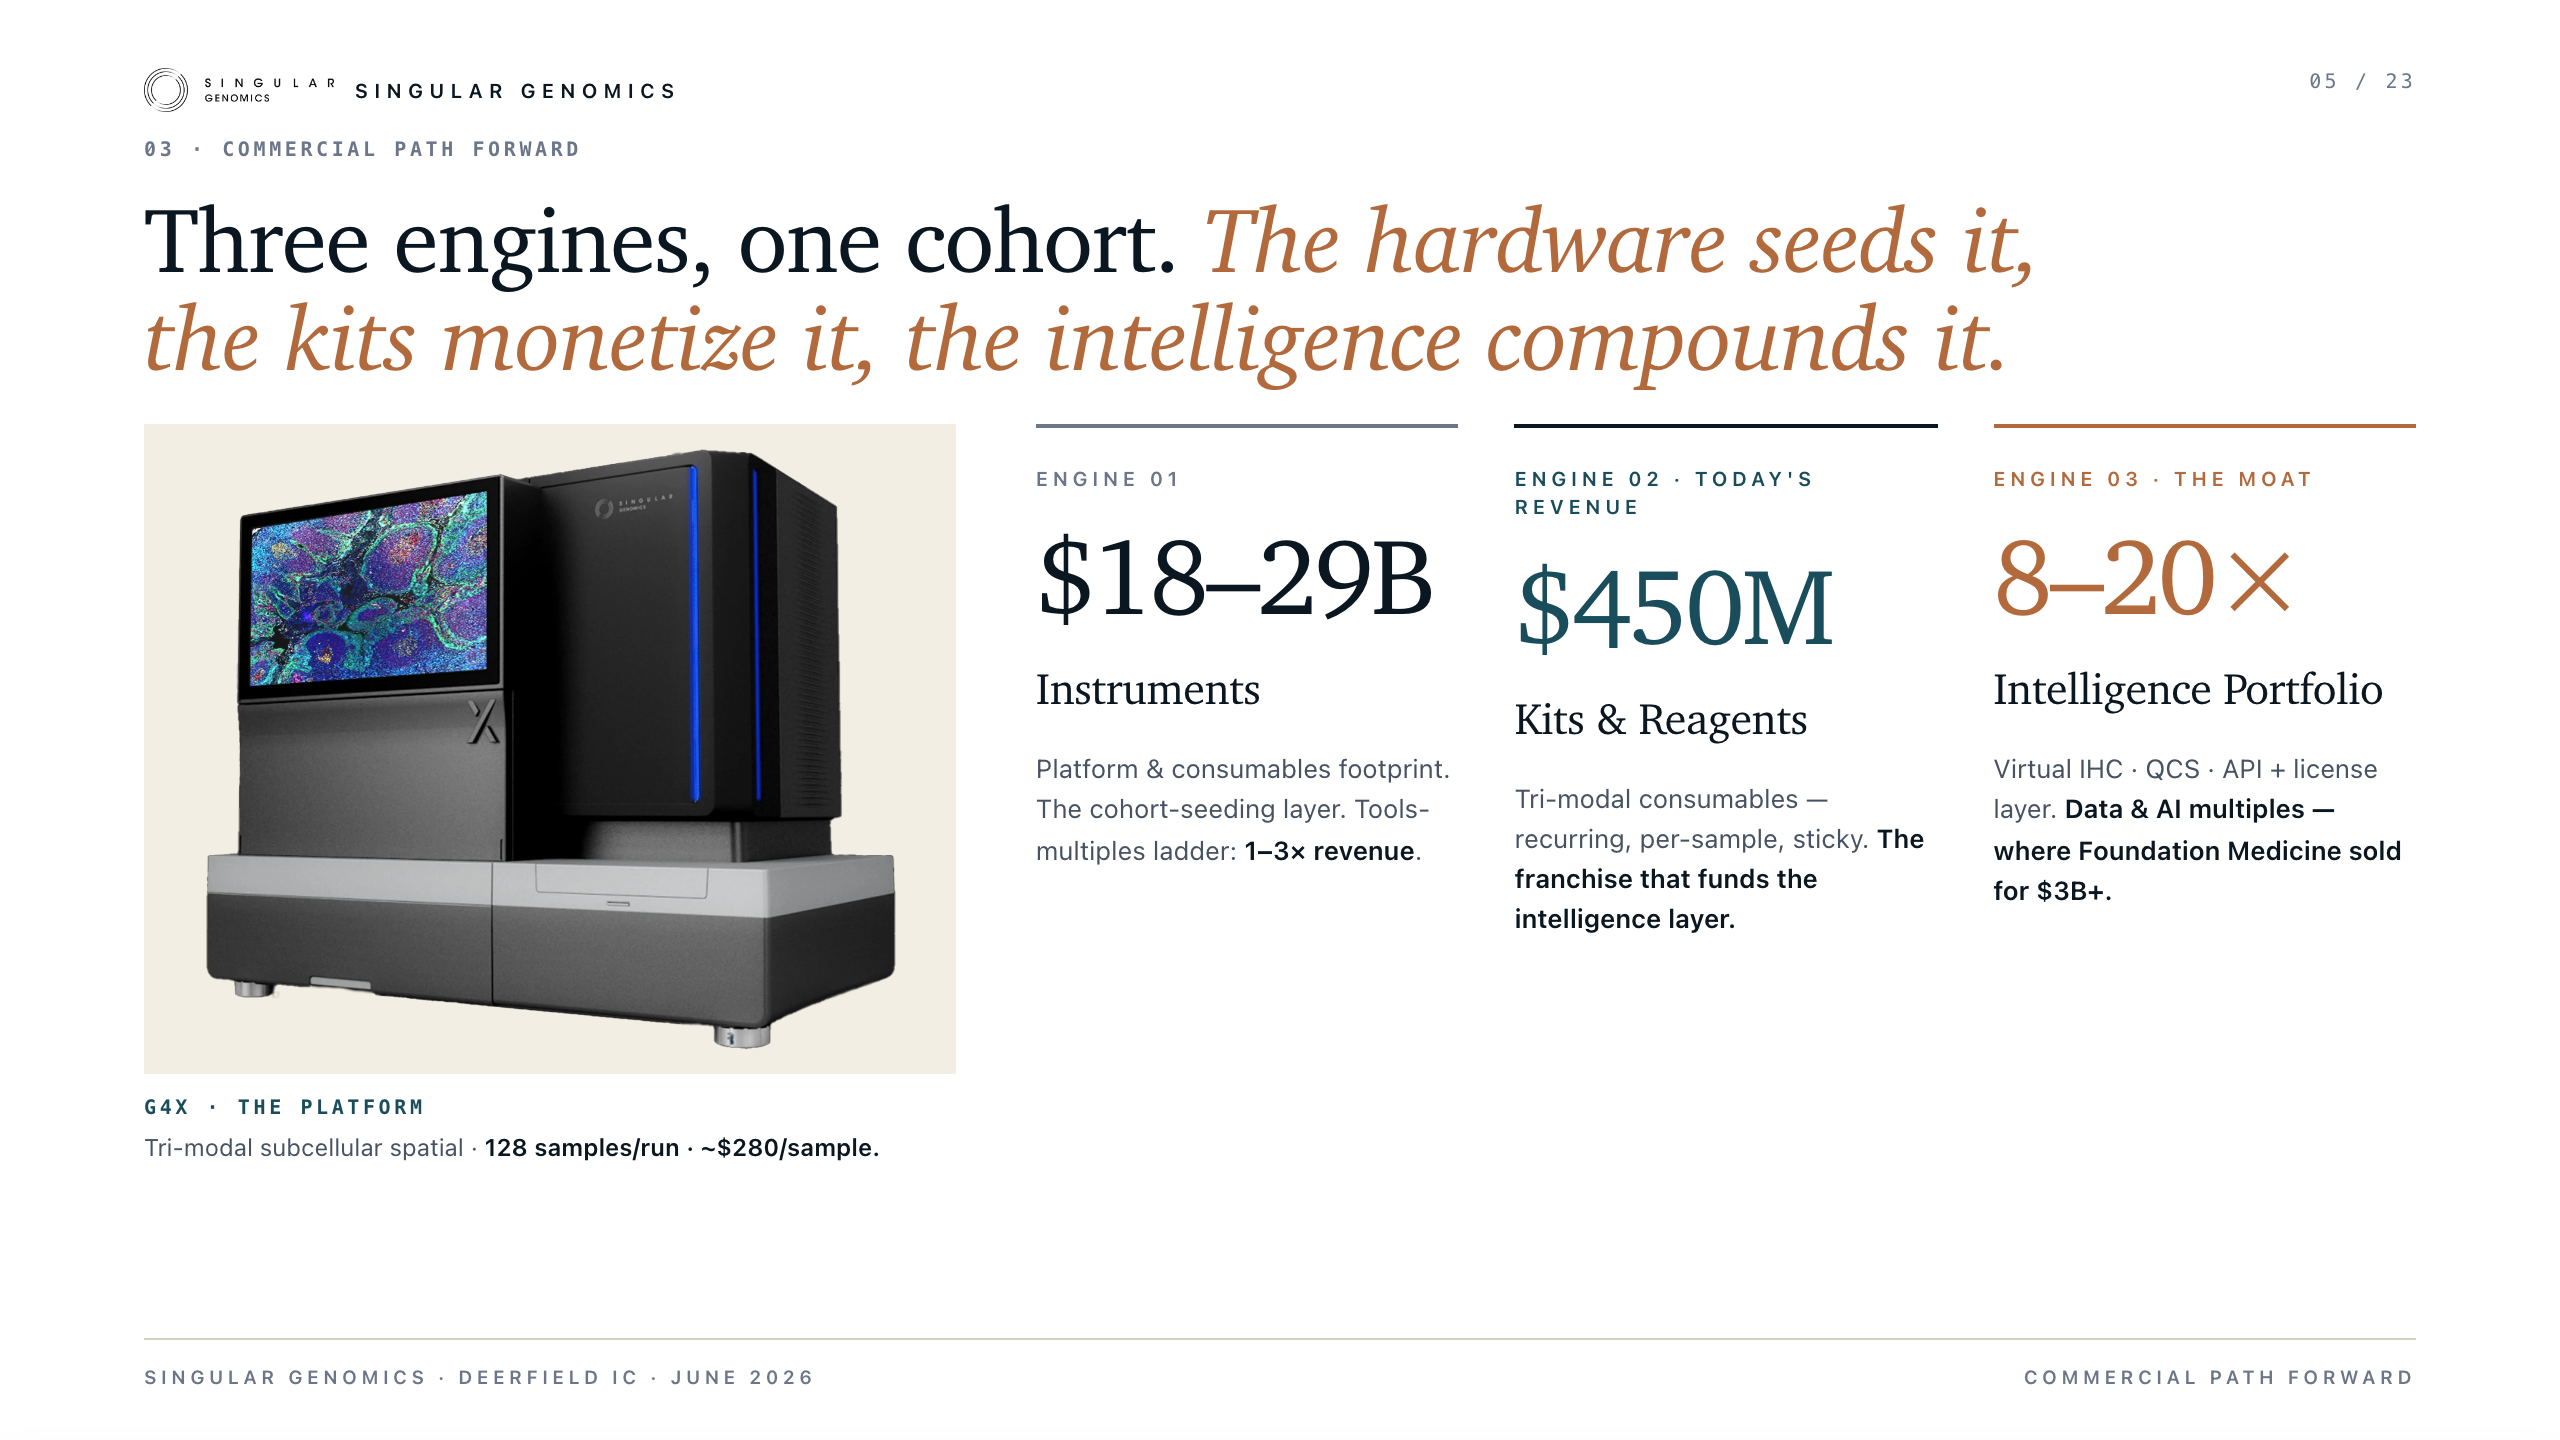 SINGULAR
GENOMICS
SINGULAR GENOMICS
05 / 23
03 · COMMERCIAL PATH FORWARD
Three engines, one cohort. The hardware seeds it,
the kits monetize it, the intelligence compounds it.
SINGULAR
GENOMICS
X
G4X · THE PLATFORM
Tri-modal subcellular spatial · 128 samples/run · ~$280/sample.
ENGINE 01
$18–29B
Instruments
Platform & consumables footprint.
The cohort-seeding layer. Tools-
multiples ladder: 1–3× revenue.
ENGINE 02 · TODAY'S
REVENUE
$450M
Kits & Reagents
Tri-modal consumables —
recurring, per-sample, sticky. The
franchise that funds the
intelligence layer.
ENGINE 03 · THE MOAT
8–20×
Intelligence Portfolio
Virtual IHC · QCS · API + license
layer. Data & AI multiples —
where Foundation Medicine sold
for $3B+.
SINGULAR GENOMICS · DEERFIELD IC · JUNE 2026
COMMERCIAL PATH FORWARD